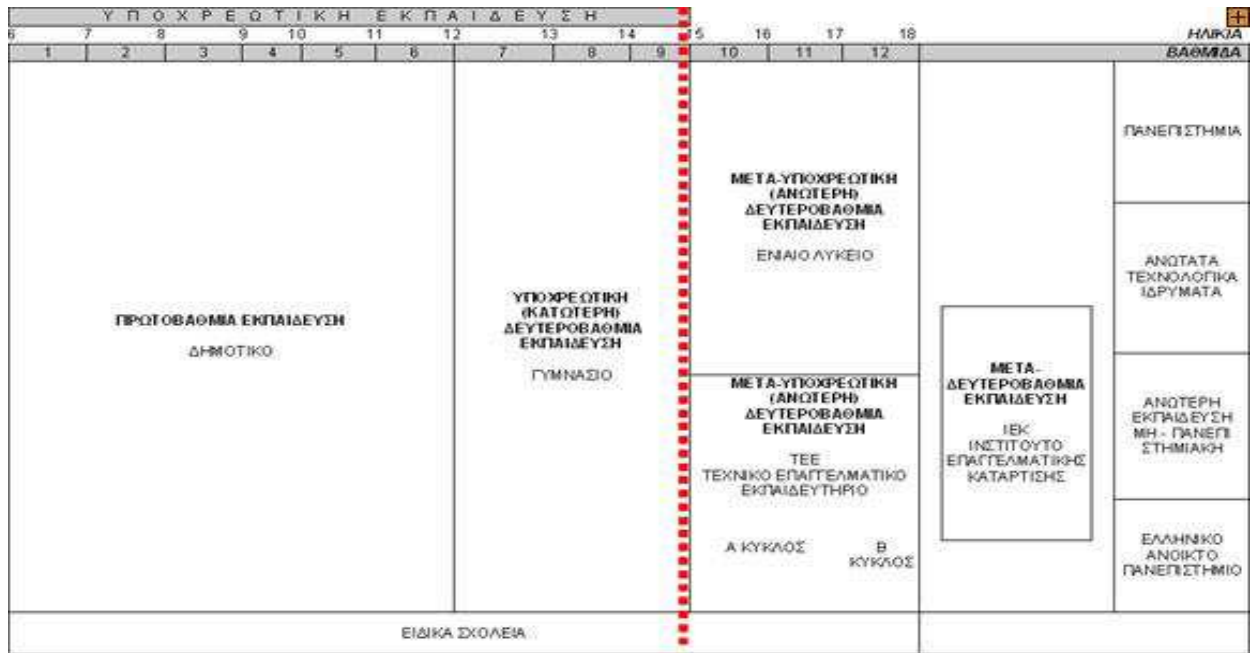 ΥΠΟΧΡΕΩΤΙΚΗ ΕΚΠΑΙΔΕΥΣΗ
6 7 8 9 10 11 12 13 14 15 16 17 18 ΗΛΙΚΙΑ
1 2 3 4 5 6 7 8 9 10 11 12 ΒΑΘΜΙΔΑ
ΠΡΩΤΟΒΑΘΜΙΑ ΕΚΠΑΙΔΕΥΣΗ
ΔΗΜΟΤΙΚΟ
ΥΠΟΧΡΕΩΤΙΚΗ
(ΚΑΤΩΤΕΡΗ)
ΔΕΥΤΕΡΟΒΑΘΜΙΑ
ΕΚΠΑΙΔΕΥΣΗ
ΓΥΜΝΑΣΙΟ
ΜΕΤΑ-ΥΠΟΧΡΕΩΤΙΚΗ
(ΑΝΩΤΕΡΗ)
ΔΕΥΤΕΡΟΒΑΘΜΙΑ
ΕΚΠΑΙΔΕΥΣΗ
ΕΝΙΑΙΟ ΛΥΚΕΙΟ
ΜΕΤΑ-ΥΠΟΧΡΕΩΤΙΚΗ
(ΑΝΩΤΕΡΗ)
ΔΕΥΤΕΡΟΒΑΘΜΙΑ
ΕΚΠΑΙΔΕΥΣΗ
ΤΕΕ
ΤΕΧΝΙΚΟ ΕΠΑΓΓΕΛΜΑΤΙΚΟ
ΕΚΠΑΙΔΕΥΤΗΡΙΟ
Α ΚΥΚΛΟΣ
Β
ΚΥΚΛΟΣ
ΜΕΤΑ-
ΔΕΥΤΕΡΟΒΑΘΜΙΑ
ΕΚΠΑΙΔΕΥΣΗ
ΙΕΚ
ΙΝΣΤΙΤΟΥΤΟ
ΕΠΑΓΓΕΛΜΑΤΙΚΗΣ
ΚΑΤΑΡΤΙΣΗΣ
ΠΑΝΕΠΙΣΤΗΜΙΑ
ΑΝΩΤΑΤΑ
ΤΕΧΝΟΛΟΓΙΚΑ
ΙΔΡΥΜΑΤΑ
ΑΝΩΤΕΡΗ
ΕΚΠΑΙΔΕΥΣΗ
ΜΗ - ΠΑΝΕΠΙ
ΣΤΗΜΙΑΚΗ
ΕΛΛΗΝΙΚΟ
ΑΝΟΙΚΤΟ
ΠΑΝΕΠΙΣΤΗΜΙΟ
ΕΙΔΙΚΑ ΣΧΟΛΕΙΑ